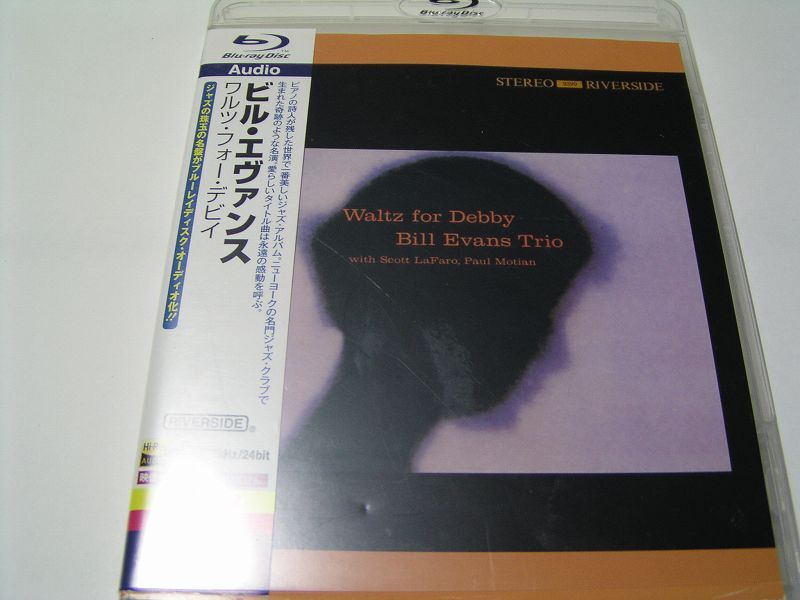 Blu-ray Disc
Blu-ray Disc™
Audio
ビル・エヴァンス
ワルツ・フォー・デビイ
ジャズの珠玉の名盤がブルーレイディスク・オーディオ化!!
ピアノの詩人が残した世界で一番美しいジャズ・アルバム。ニューヨークの名門ジャズ・クラブで
生まれた奇跡のような名演。愛らしいタイトル曲は永遠の感動を呼ぶ。
RIVERSIDE®
Hz/24bit
STEREO RIVERSIDE
Waltz for Debby
Bill Evans Trio
with Scott LaFaro, Paul Motian